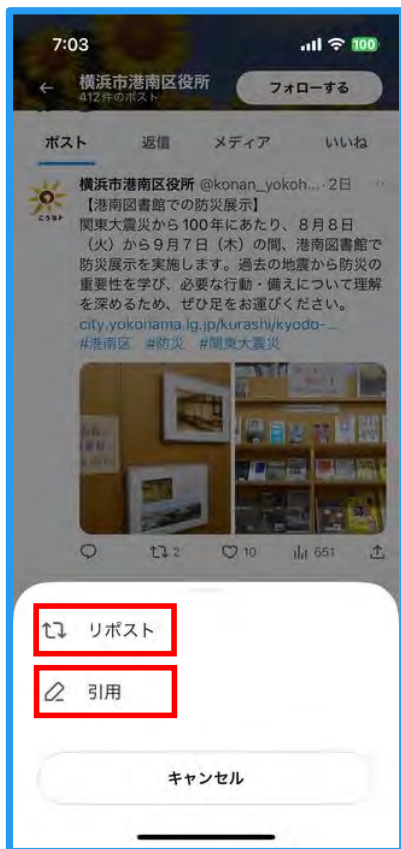 7:03
100
横浜市港南区役所
412件のポスト
フォローする
ポスト 返信 メディア いいね
横浜市港南区役所 @konan_yokoh…・2日
【港南図書館での防災展示】
関東大震災から100年にあたり、8月8日
（火）から9月7日（木）の間、港南図書館で
防災展示を実施します。過去の地震から防災の
重要性を学び、必要な行動・備えについて理解
を深めるため、ぜひ足をお運びください。
city.yokohama.lg.jp/kurashi/kyodo-…
#港南区 #防災 #関東大震災
2 10 651
リポスト
引用
キャンセル